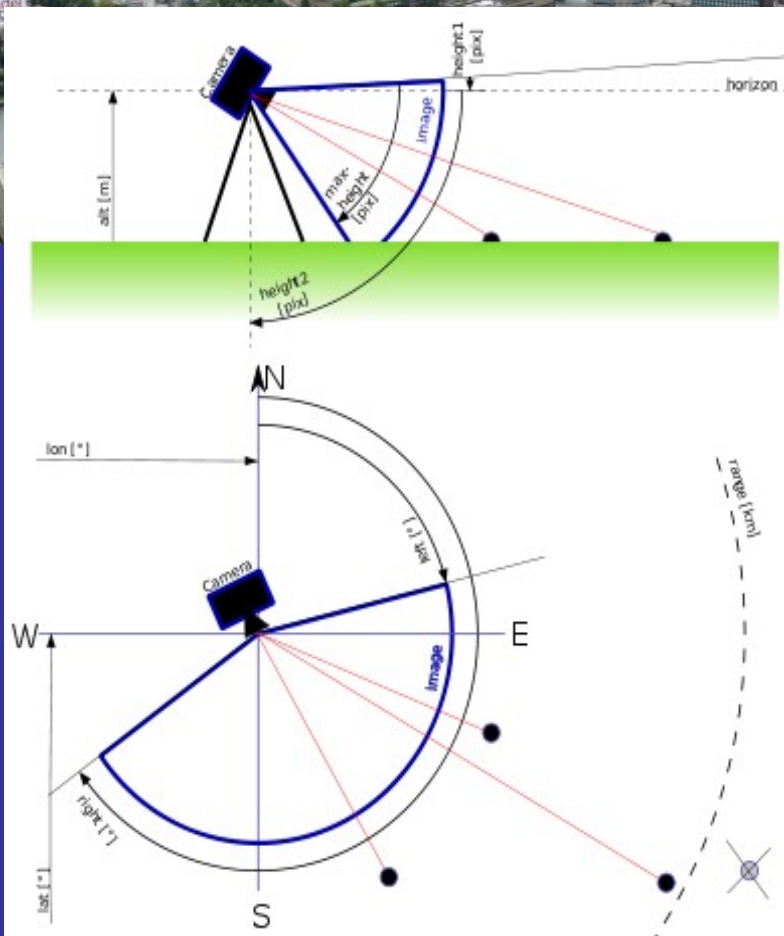 height1
[pix]
Camera
horizon
image
alt [m]
max.
height
[pix]
height2
[pix]
N
lon [°]
left [°]
range [km]
Camera
W
E
image
right [°]
lat [°]
S